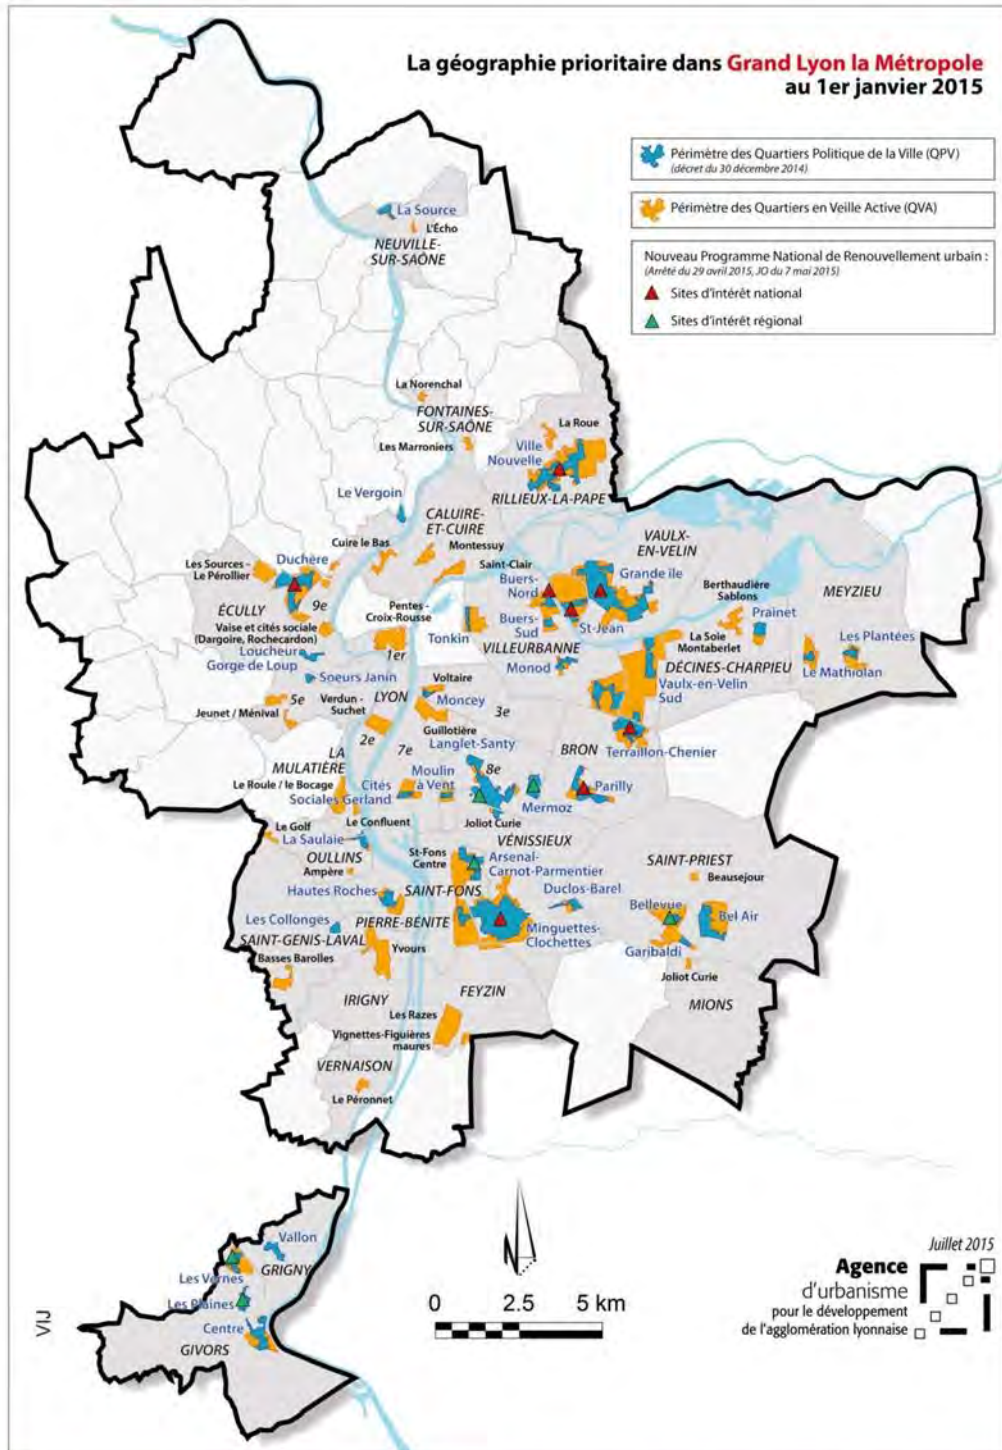 La géographie prioritaire dans Grand Lyon la Métropole
au 1er janvier 2015
Périmètre des Quartiers Politique de la Ville (QPV)
(décret du 30 décembre 2014)
Périmètre des Quartiers en Veille Active (QVA)
Nouveau Programme National de Renouvellement urbain :
(Arrêté du 29 avril 2015, JO du 7 mai 2015)
Sites d'intérêt national
Sites d'intérêt régional
La Source
L'Écho
NEUVILLE-
SUR-SAÔNE
La Norenchal
FONTAINES-
SUR-SAÔNE
Les Marroniers
La Roue
Ville
Nouvelle
RILLIEUX-LA-PAPE
Le Vergoin
CALUIRE-
ET-CUIRE
Cuire le Bas
Montessuy
Saint-Clair
VAULX-
EN-VELIN
Les Sources -
Le Pérollier
Duchère
Buers-
Nord
Grande île
Berthaudière
Sablons
MEYZIEU
ÉCULLY
9e
Pentes -
Croix-Rousse
Prainet
Vaise et cités sociale
(Dargoire, Rochecardon)
Tonkin
Buers-
Sud
St-Jean
La Soie
Montaberlet
Les Plantées
Loucheur
Gorge de Loup
1er
VILLEURBANNE
Monod
DÉCINES-CHARPIEU
Le Mathiolan
Soeurs Janin
Voltaire
Vaulx-en-Velin
Sud
5e
Verdun -
Suchet
LYON
Moncey
3e
Jeunet / Ménival
Guillotière
2e
7e
Langlet-Santy
BRON
Terraillon-Chenier
LA
MULATIÈRE
8e
Le Roule / le Bocage
Cités
Sociales Gerland
Moulin
à Vent
Mermoz
Parilly
Le Confluent
Joliot Curie
Le Golf
La Saulaie
VÉNISSIEUX
OULLINS
Ampère
St-Fons
Centre
Arsenal-
Carnot-Parmentier
SAINT-PRIEST
Beausejour
Hautes Roches
SAINT-FONS
Duclos-Barel
Bellevue
Bel Air
Les Collonges
PIERRE-BÉNITE
Minguettes-
Clochettes
SAINT-GENIS-LAVAL
Yvours
Garibaldi
Basses Barolles
Joliot Curie
IRIGNY
FEYZIN
MIONS
Les Razes
Vignettes-Figuières
maures
VERNAISON
Le Péronnet
Vallon
GRIGNY
Les Vernes
Les Plaines
Centre
GIVORS
N
0 2.5 5 km
VIJ
Juillet 2015
Agence
d'urbanisme
pour le développement
de l'agglomération lyonnaise